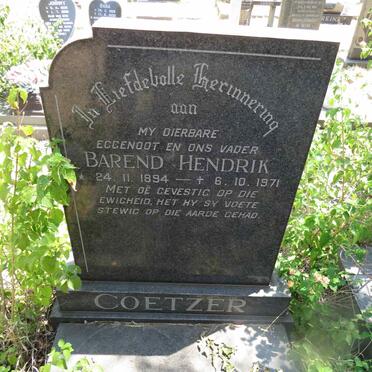 In Liefdevolle Herinnering
aan
MY DIERBARE
EGGENOOT EN ONS VADER
BAREND HENDRIK
24.11.1894 — + 6.10.1971
MET OË GEVESTIG OP DIE
EWIGHEID, HET HY SY VOETE
STEWIG OP DIE AARDE GEHAD.
COETZER